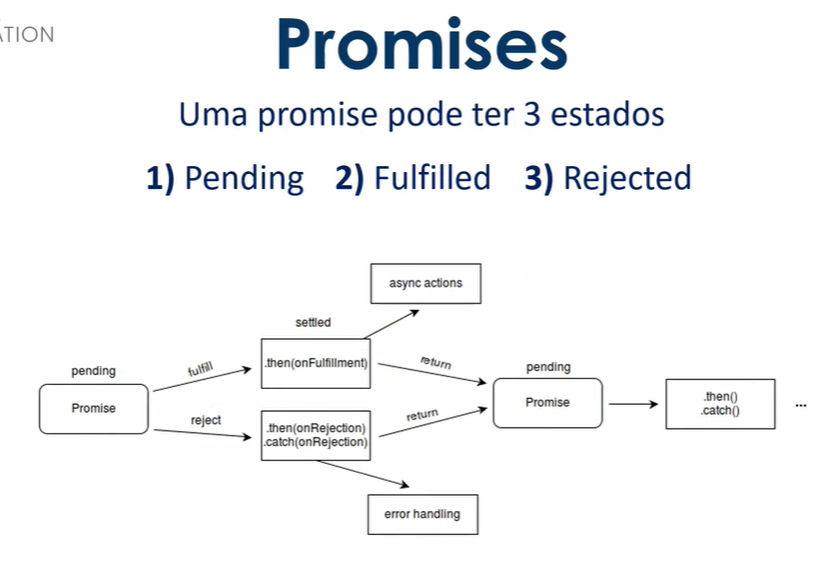 ATION
Promises
Uma promise pode ter 3 estados
1) Pending 2) Fulfilled 3) Rejected
async actions
settled
pending
fulfill
.then(onFulfillment)
return
pending
Promise
Promise
.then()
.catch()
...
reject
.then(onRejection)
.catch(onRejection)
return
error handling